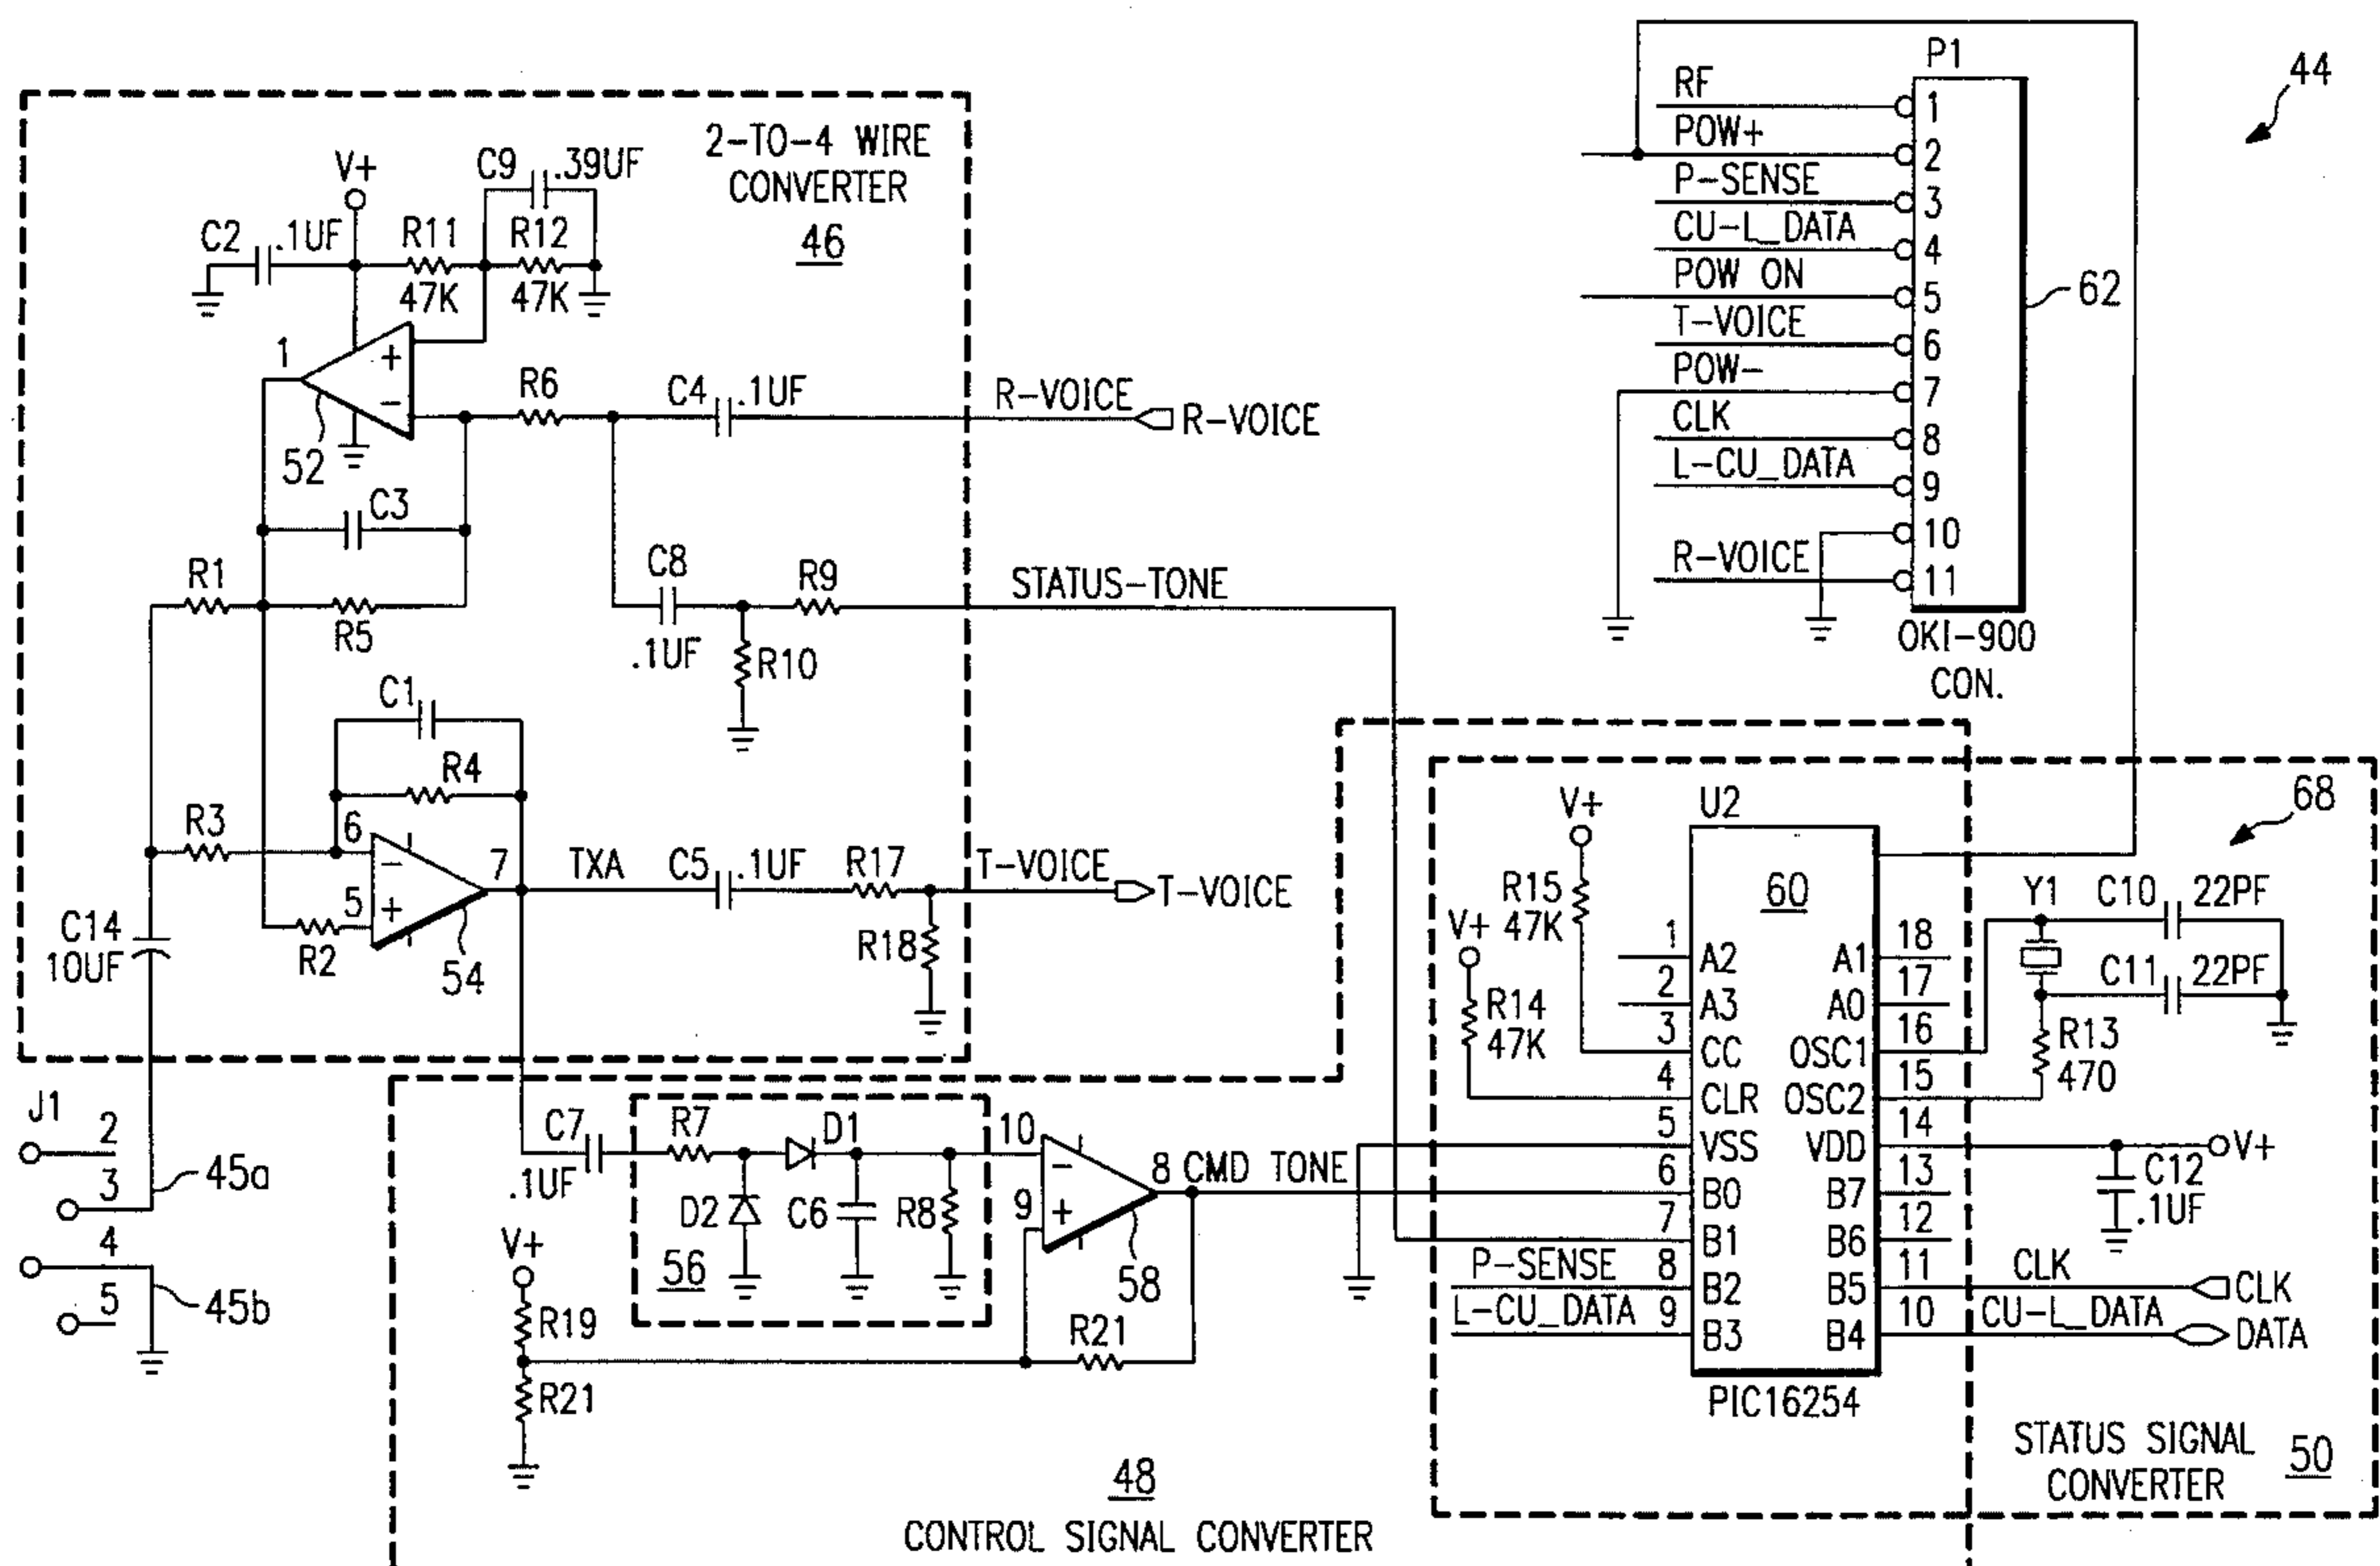 2-TO-4 WIRE
CONVERTER
46
V+
C9
.39UF
C2
.1UF
R11
47K
R12
47K
1
+
−
52
R6
C4
.1UF
R-VOICE
R-VOICE
C3
R1
R5
C8
.1UF
R9
R10
STATUS-TONE
C1
R4
R3
6
−
5
+
R2
7
54
TXA
C5
.1UF
R17
R18
T-VOICE
T-VOICE
C14
10UF
J1
2
3
4
5
45a
45b
P1
44
RF
1
POW+
2
P-SENSE
3
CU-L_DATA
4
POW ON
5
T-VOICE
6
POW-
7
CLK
8
L-CU_DATA
9
10
R-VOICE
11
62
OKI-900
CON.
C7
.1UF
R7
D1
D2
C6
R8
56
10
−
9
+
8
58
CMD TONE
V+
R19
R21
R21
48
CONTROL SIGNAL CONVERTER
U2
60
V+
R15
47K
V+
R14
47K
1
A2
2
A3
3
CC
4
CLR
5
VSS
6
B0
7
B1
P-SENSE
8
B2
L-CU_DATA
9
B3
18
A1
17
A0
16
OSC1
15
OSC2
14
VDD
13
B7
12
B6
11
B5
10
B4
PIC16254
68
Y1
C10
22PF
C11
22PF
R13
470
V+
C12
.1UF
CLK
CLK
CU-L_DATA
DATA
STATUS SIGNAL
CONVERTER
50